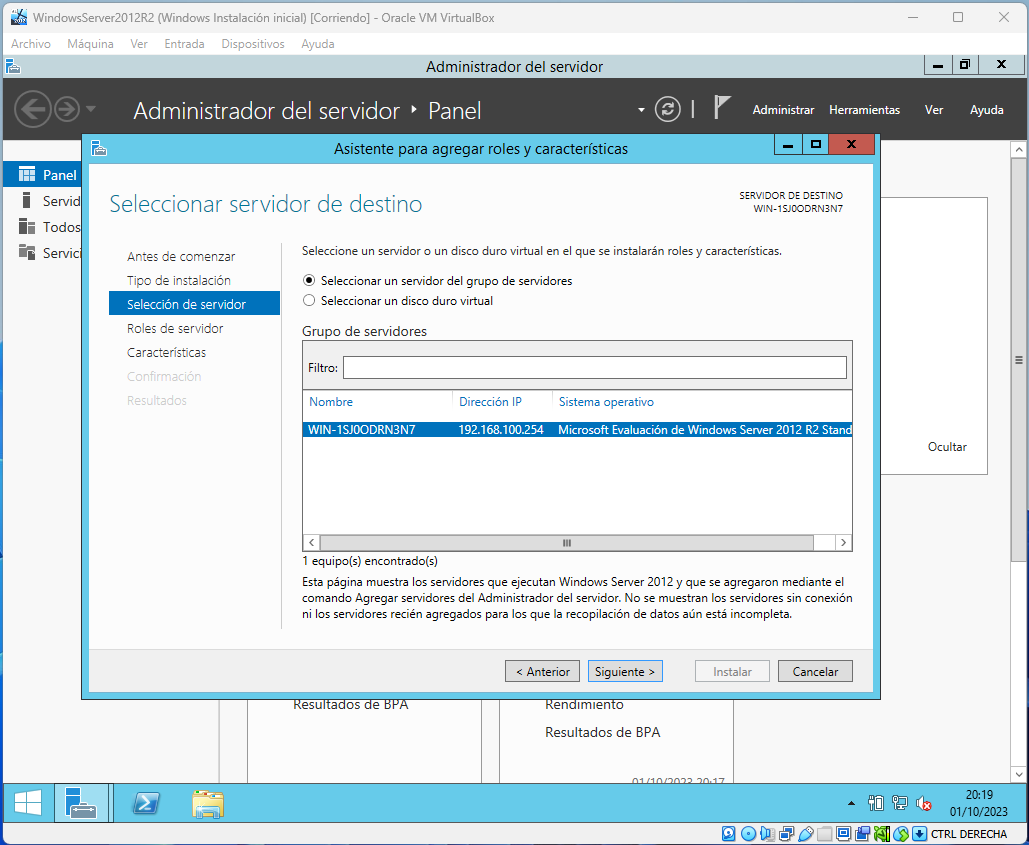 WindowsServer2012R2 (Windows Instalación inicial) [Corriendo] - Oracle VM VirtualBox
Archivo Máquina Ver Entrada Dispositivos Ayuda
Administrador del servidor
Administrador del servidor Panel
Administrar Herramientas Ver Ayuda
Asistente para agregar roles y características
Panel
Servid
Todos
Servici
Seleccionar servidor de destino
SERVIDOR DE DESTINO
WIN-1SJ0ODRN3N7
Antes de comenzar
Tipo de instalación
Selección de servidor
Roles de servidor
Características
Confirmación
Resultados
Seleccione un servidor o un disco duro virtual en el que se instalarán roles y características.
Seleccionar un servidor del grupo de servidores
Seleccionar un disco duro virtual
Grupo de servidores
Filtro:
Nombre Dirección IP Sistema operativo
WIN-1SJ0ODRN3N7 192.168.100.254 Microsoft Evaluación de Windows Server 2012 R2 Stand
1 equipo(s) encontrado(s)
Esta página muestra los servidores que ejecutan Windows Server 2012 y que se agregaron mediante el
comando Agregar servidores del Administrador del servidor. No se muestran los servidores sin conexión
ni los servidores recién agregados para los que la recopilación de datos aún está incompleta.
Ocultar
< Anterior Siguiente > Instalar Cancelar
Resultados de BPA
Rendimiento
Resultados de BPA
01/10/2023 20:17
20:19
01/10/2023
CTRL DERECHA